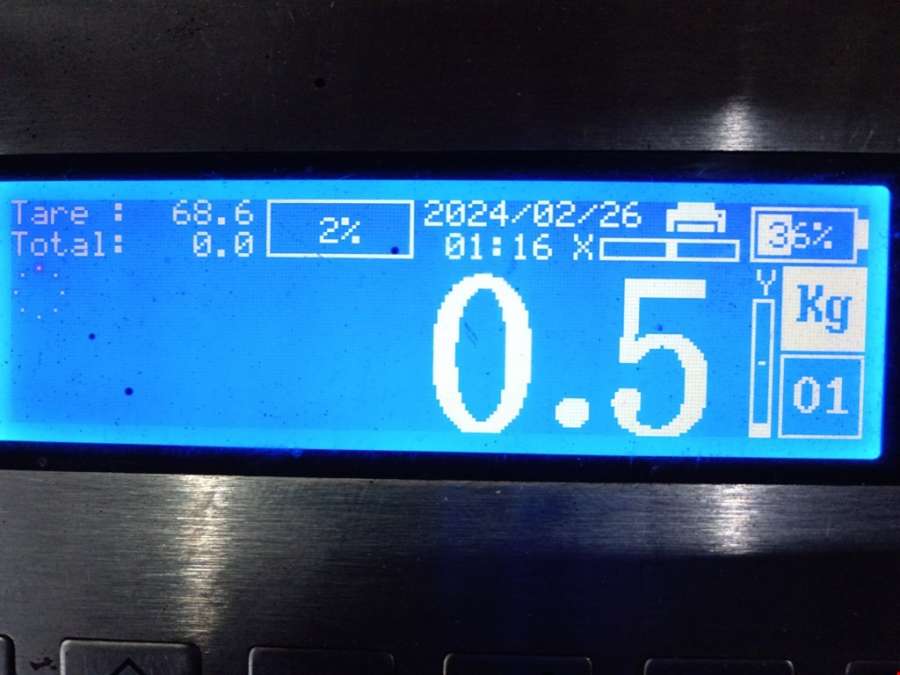 Tare : 68.6 2% 2024/02/26 36%
Total: 0.0 01:16 X
0.5 Y Kg
01